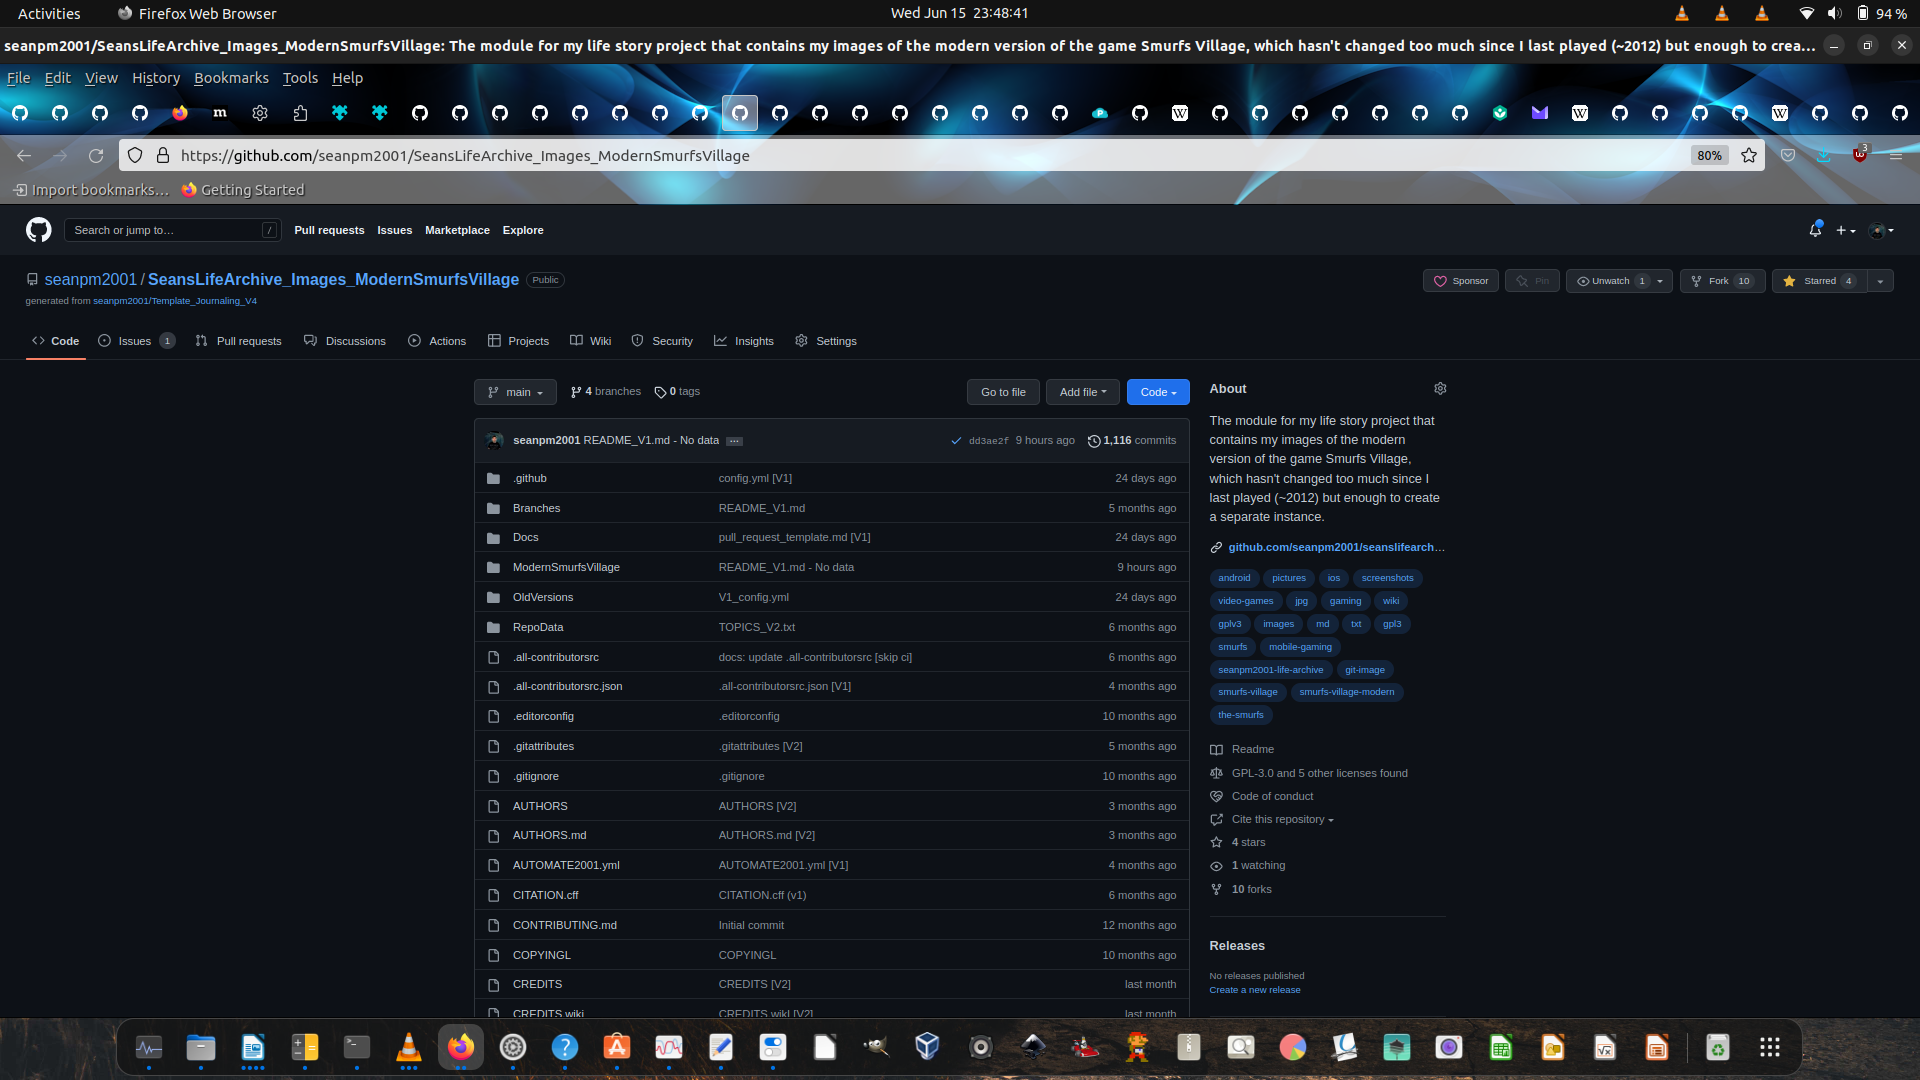 Activities Firefox Web Browser Wed Jun 15 23:48:41 94 %
seanpm2001/SeansLifeArchive_Images_ModernSmurfsVillage: The module for my life story project that contains my images of the modern version of the game Smurfs Village, which hasn't changed too much since I last played (~2012) but enough to crea…
File Edit View History Bookmarks Tools Help
https://github.com/seanpm2001/SeansLifeArchive_Images_ModernSmurfsVillage 80% 3
Import bookmarks… Getting Started
Search or jump to… / Pull requests Issues Marketplace Explore
seanpm2001 / SeansLifeArchive_Images_ModernSmurfsVillage Public Sponsor Pin Unwatch 1 Fork 10 Starred 4
generated from seanpm2001/Template_Journaling_V4
Code Issues 1 Pull requests Discussions Actions Projects Wiki Security Insights Settings
main 4 branches 0 tags Go to file Add file Code
seanpm2001 README_V1.md - No data … dd3ae2f 9 hours ago 1,116 commits
.github config.yml [V1] 24 days ago
Branches README_V1.md 5 months ago
Docs pull_request_template.md [V1] 24 days ago
ModernSmurfsVillage README_V1.md - No data 9 hours ago
OldVersions V1_config.yml 24 days ago
RepoData TOPICS_V2.txt 6 months ago
.all-contributorsrc docs: update .all-contributorsrc [skip ci] 6 months ago
.all-contributorsrc.json .all-contributorsrc.json [V1] 4 months ago
.editorconfig .editorconfig 10 months ago
.gitattributes .gitattributes [V2] 5 months ago
.gitignore .gitignore 10 months ago
AUTHORS AUTHORS [V2] 3 months ago
AUTHORS.md AUTHORS.md [V2] 3 months ago
AUTOMATE2001.yml AUTOMATE2001.yml [V1] 4 months ago
CITATION.cff CITATION.cff (v1) 6 months ago
CONTRIBUTING.md Initial commit 12 months ago
COPYINGL COPYINGL 10 months ago
CREDITS CREDITS [V2] last month
CREDITS.wiki CREDITS.wikI [V2] last month
About
The module for my life story project that
contains my images of the modern
version of the game Smurfs Village,
which hasn't changed too much since I
last played (~2012) but enough to create
a separate instance.
github.com/seanpm2001/seanslifearch…
android pictures ios screenshots
video-games jpg gaming wiki
gplv3 images md txt gpl3
smurfs mobile-gaming
seanpm2001-life-archive git-image
smurfs-village smurfs-village-modern
the-smurfs
Readme
GPL-3.0 and 5 other licenses found
Code of conduct
Cite this repository
4 stars
1 watching
10 forks
Releases
No releases published
Create a new release